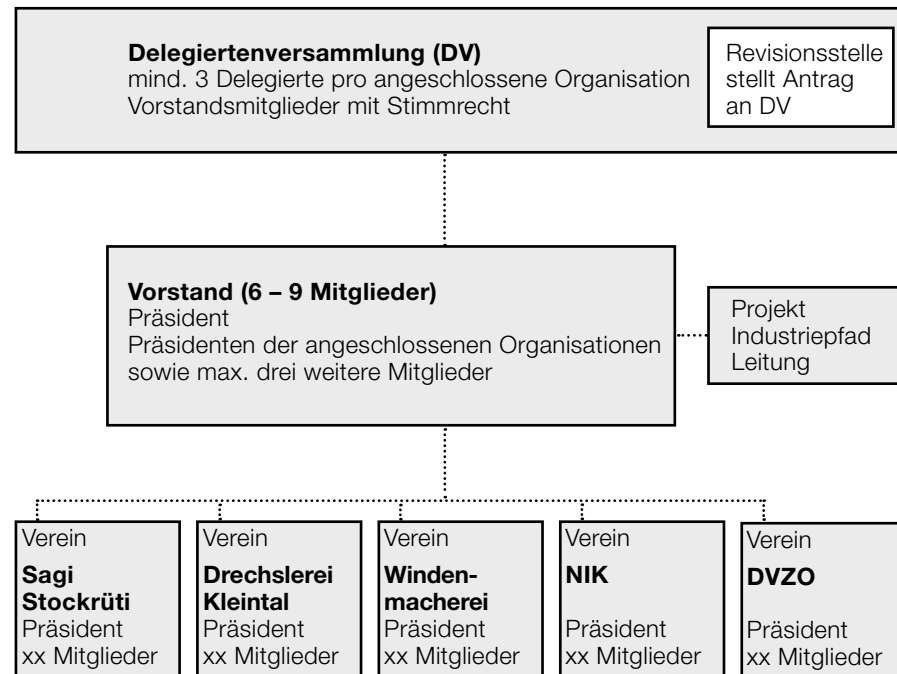 Delegiertenversammlung (DV)
mind. 3 Delegierte pro angeschlossene Organisation
Vorstandsmitglieder mit Stimmrecht
Revisionsstelle
stellt Antrag
an DV
Vorstand (6 – 9 Mitglieder)
Präsident
Präsidenten der angeschlossenen Organisationen
sowie max. drei weitere Mitglieder
Projekt
Industriepfad
Leitung
Verein
Sagi
Stockrüti
Präsident
xx Mitglieder
Verein
Drechslerei
Kleintal
Präsident
xx Mitglieder
Verein
Winden-
macherei
Präsident
xx Mitglieder
Verein
NIK
Präsident
xx Mitglieder
Verein
DVZO
Präsident
xx Mitglieder